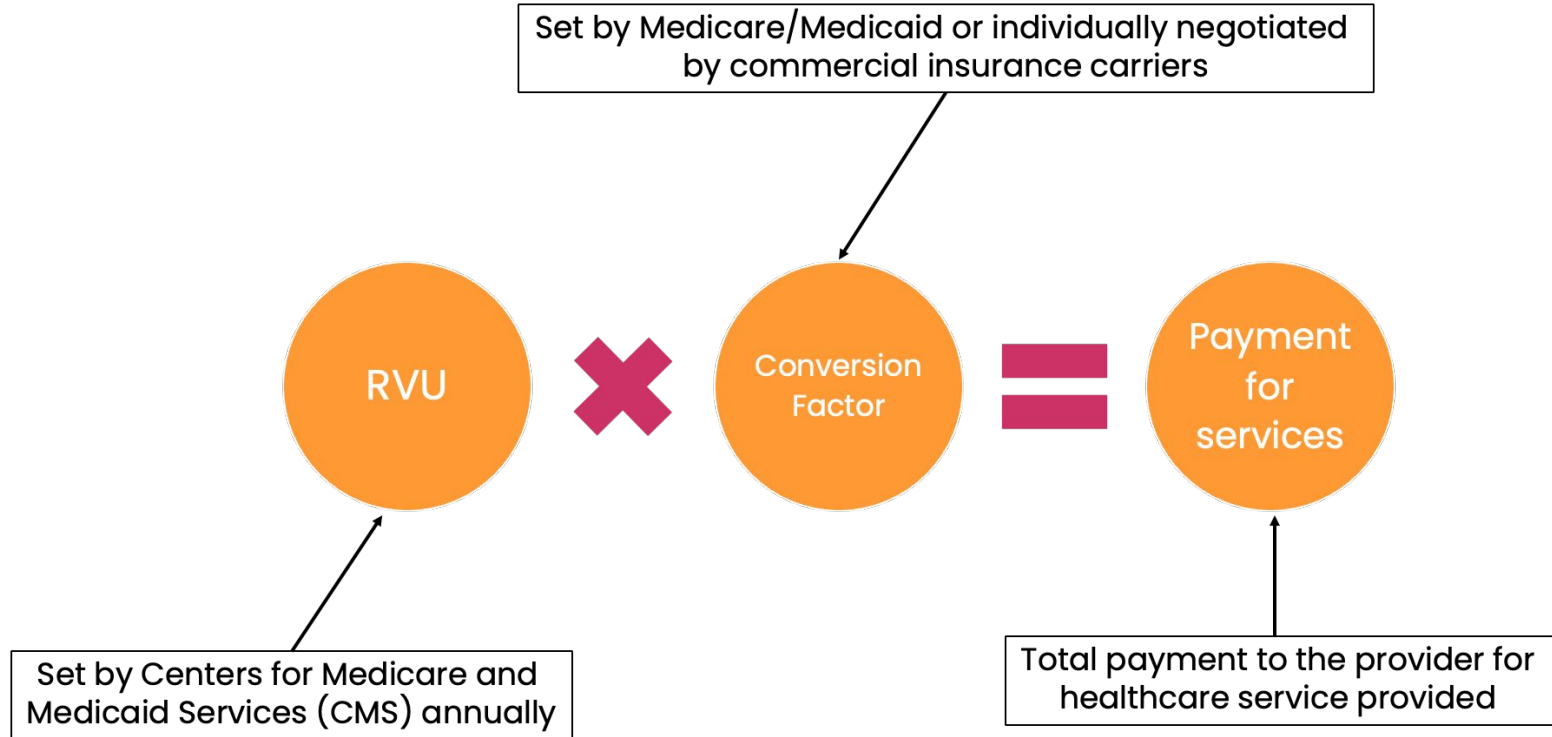 Set by Medicare/Medicaid or individually negotiated
by commercial insurance carriers
RVU
Conversion
Factor
Payment
for
services
Set by Centers for Medicare and
Medicaid Services (CMS) annually
Total payment to the provider for
healthcare service provided